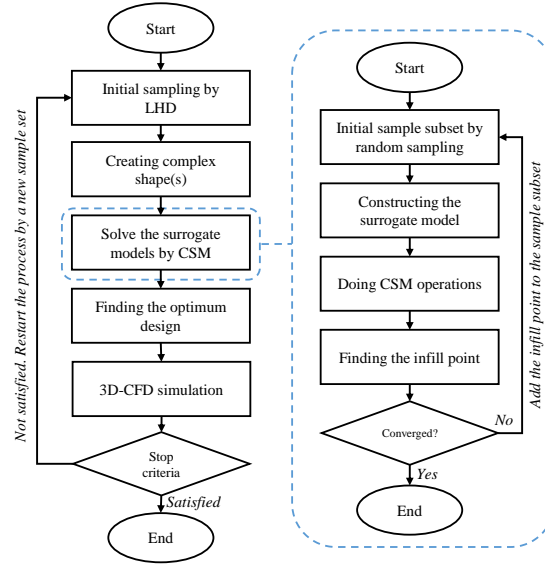 Start
Initial sampling by
LHD
Creating complex
shape(s)
Solve the surrogate
models by CSM
Finding the optimum
design
3D-CFD simulation
Stop
criteria
Satisfied
End
Not satisfied. Restart the process by a new sample set
Start
Initial sample subset by
random sampling
Constructing the
surrogate model
Doing CSM operations
Finding the infill point
Converged?
No
Yes
End
Add the infill point to the sample subset